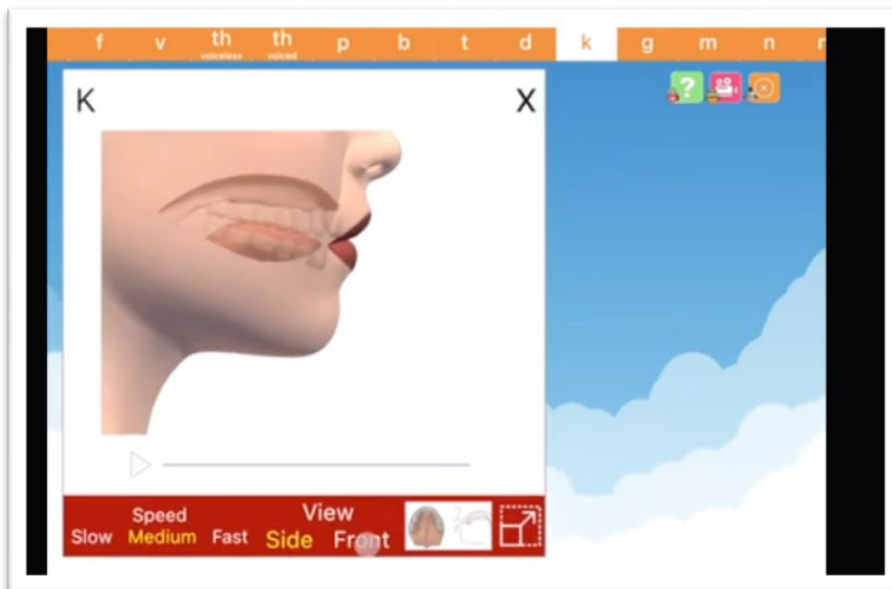 f v th th p b t d k g m n r
voiceless voiced
K X
?
Speed View
Slow Medium Fast Side Front